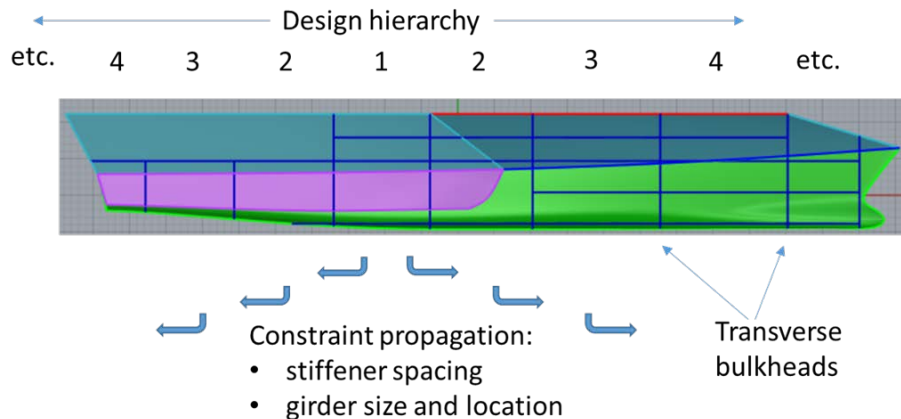 Design hierarchy
etc. 4 3 2 1 2 3 4 etc.
Constraint propagation:
• stiffener spacing
• girder size and location
Transverse
bulkheads